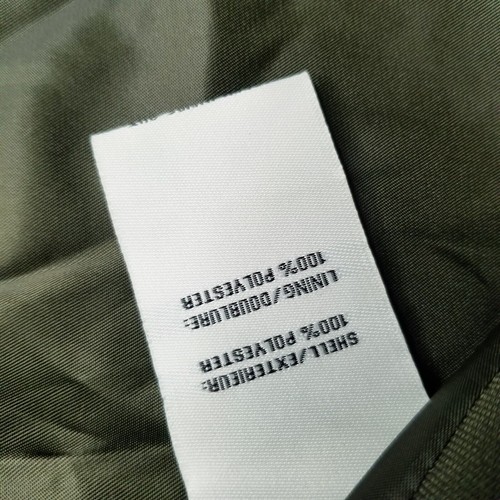 SHELL/EXTERIEUR:
100% POLYESTER
LINING/DOUBLURE:
100% POLYESTER